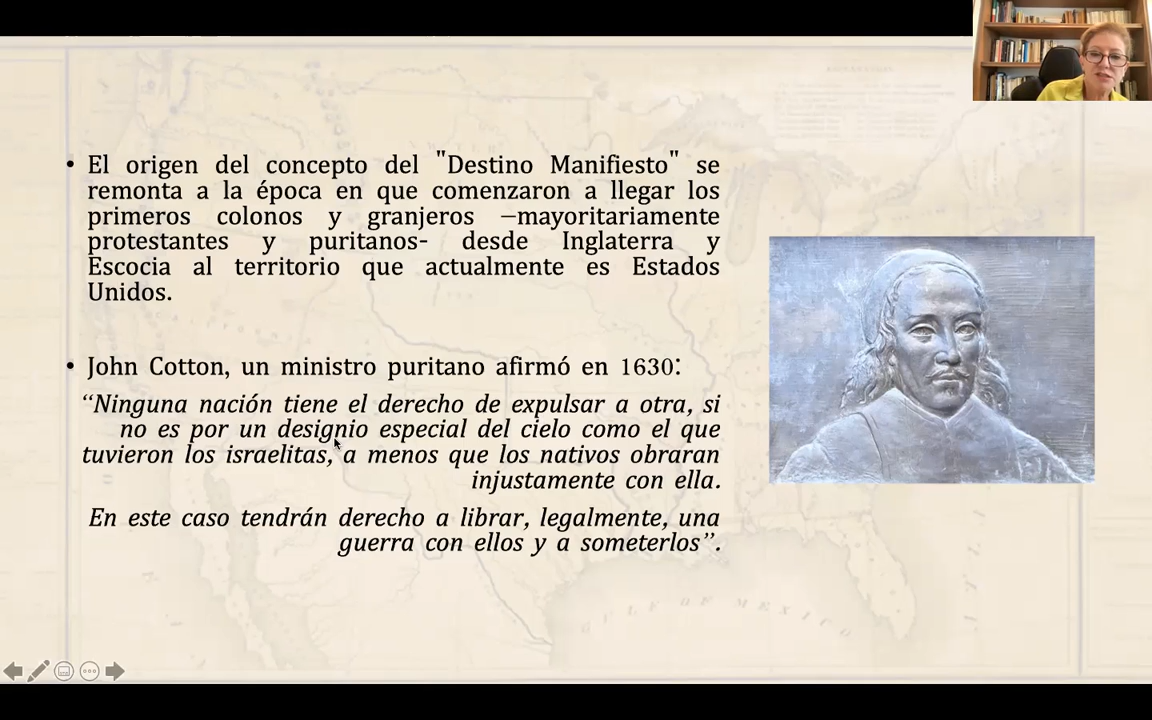 • El origen del concepto del "Destino Manifiesto" se
remonta a la época en que comenzaron a llegar los
primeros colonos y granjeros –mayoritariamente
protestantes y puritanos- desde Inglaterra y
Escocia al territorio que actualmente es Estados
Unidos.
• John Cotton, un ministro puritano afirmó en 1630:
“Ninguna nación tiene el derecho de expulsar a otra, si
no es por un designio especial del cielo como el que
tuvieron los israelitas, a menos que los nativos obraran
injustamente con ella.
En este caso tendrán derecho a librar, legalmente, una
guerra con ellos y a someterlos”.
GULF OF MEXICO